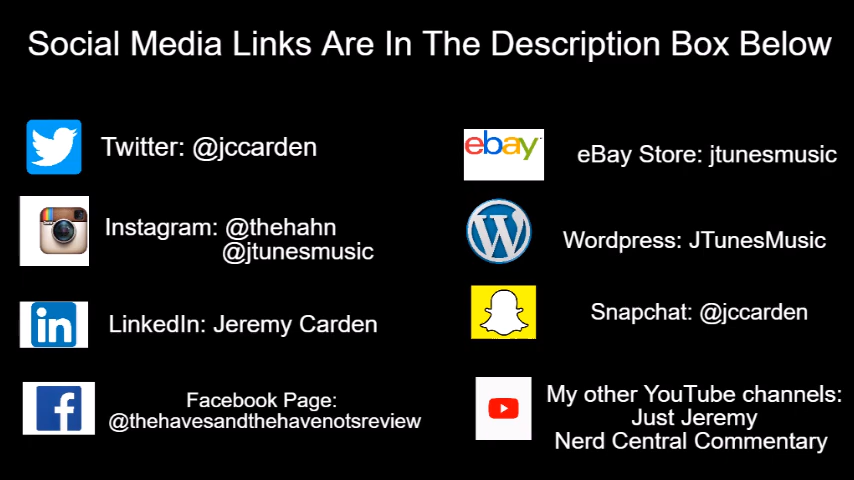 Social Media Links Are In The Description Box Below
Twitter: @jccarden
Instagram: @thehahn
@jtunesmusic
in
LinkedIn: Jeremy Carden
f
Facebook Page:
@thehavesandthehavenotsreview
ebay
eBay Store: jtunesmusic
W
Wordpress: JTunesMusic
Snapchat: @jccarden
My other YouTube channels:
Just Jeremy
Nerd Central Commentary